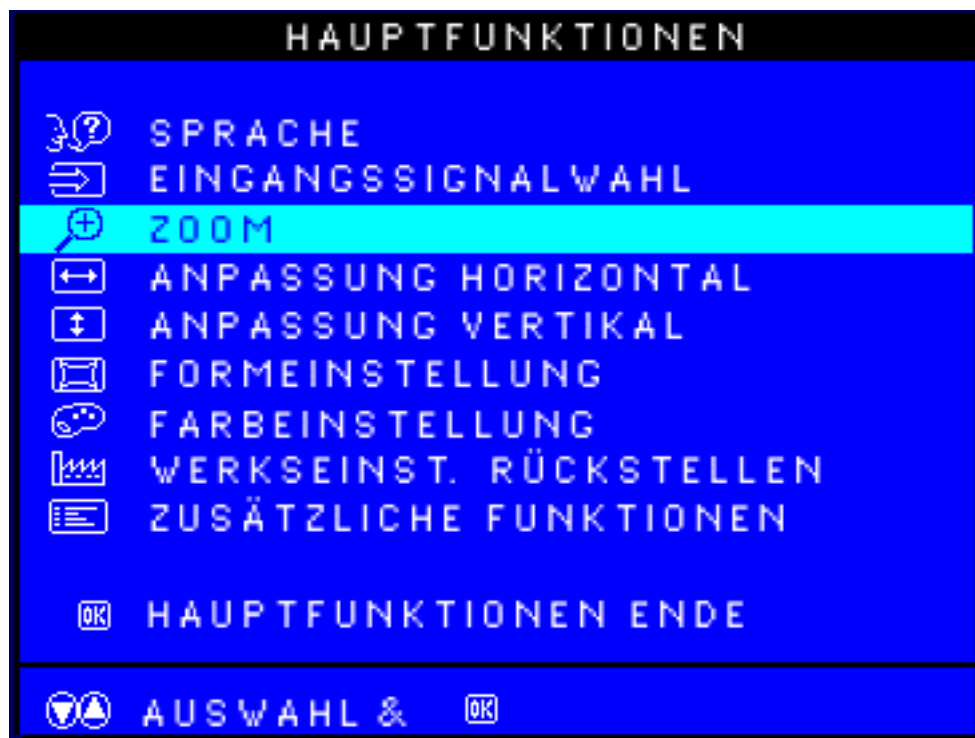 HAUPTFUNKTIONEN
SPRACHE
EINGANGSSIGNALWAHL
ZOOM
ANPASSUNG HORIZONTAL
ANPASSUNG VERTIKAL
FORMEINSTELLUNG
FARBEINSTELLUNG
WERKSEINST. RÜCKSTELLEN
ZUSÄTZLICHE FUNKTIONEN
OK HAUPTFUNKTIONEN ENDE
AUSWAHL & OK